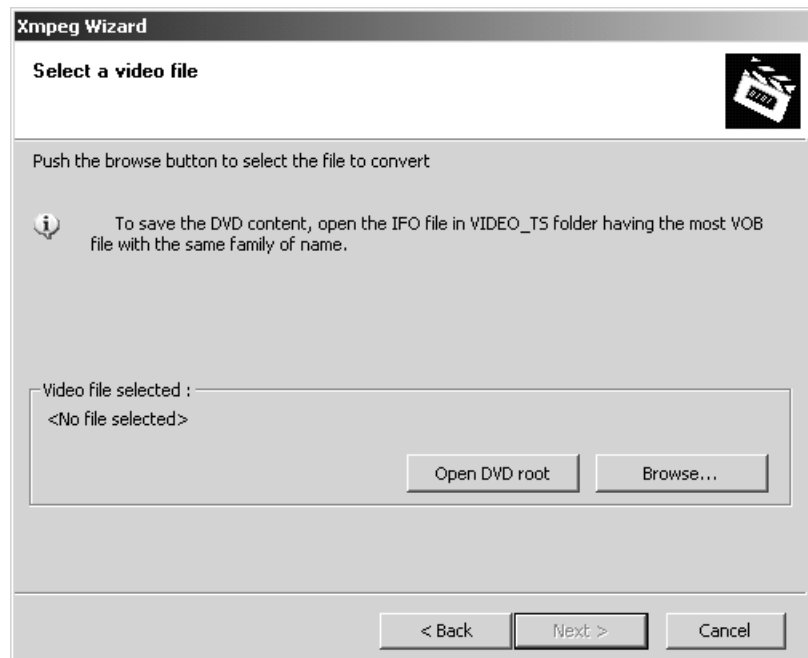 Xmpeg Wizard
Select a video file
Push the browse button to select the file to convert
To save the DVD content, open the IFO file in VIDEO_TS folder having the most VOB
file with the same family of name.
Video file selected :
<No file selected>
Open DVD root
Browse...
< Back
Next >
Cancel